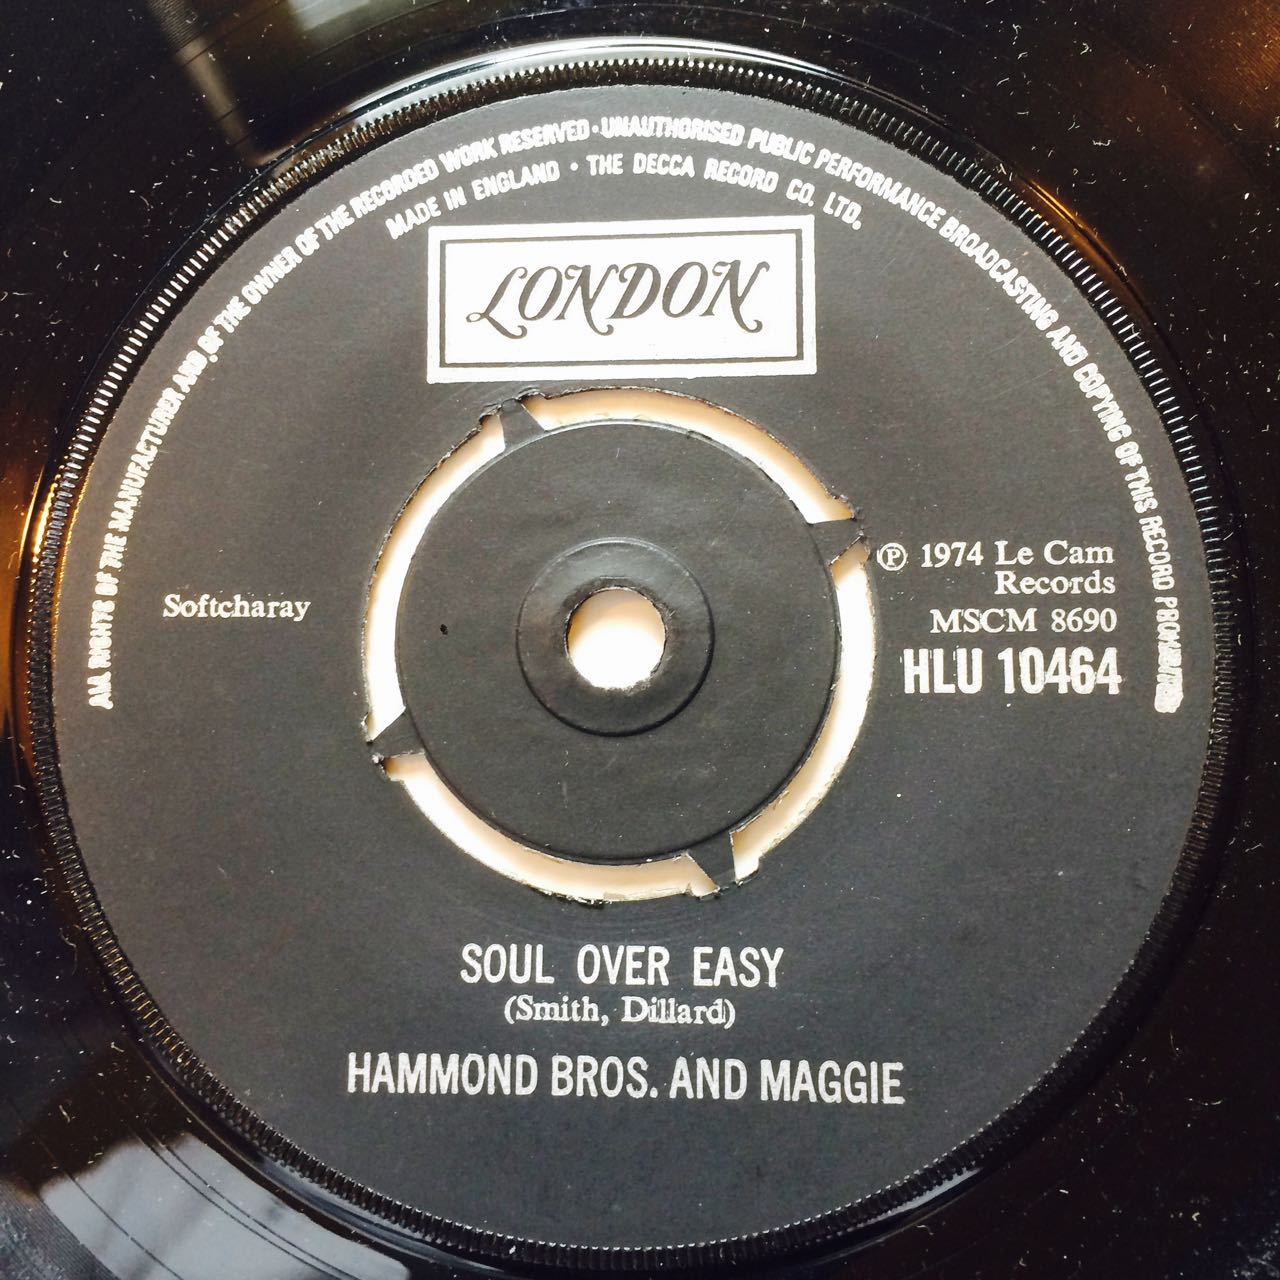 ALL RIGHTS OF THE MANUFACTURER AND OF THE OWNER OF THE RECORDED WORK RESERVED · UNAUTHORISED PUBLIC PERFORMANCE BROADCASTING AND COPYING OF THIS RECORD PROHIBITED
MADE IN ENGLAND · THE DECCA RECORD CO. LTD.
LONDON
Softcharay
℗ 1974 Le Cam
Records
MSCM 8690
HLU 10464
SOUL OVER EASY
(Smith, Dillard)
HAMMOND BROS. AND MAGGIE